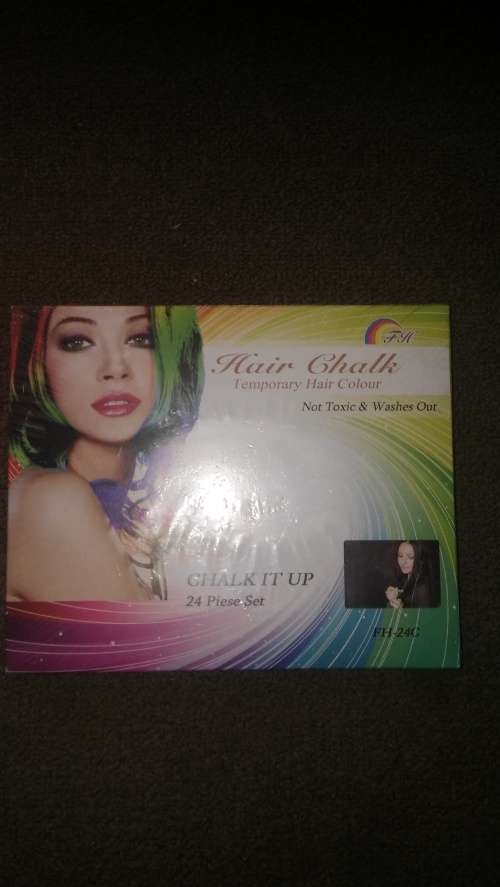 FH
Hair Chalk
Temporary Hair Colour
Not Toxic & Washes Out
CHALK IT UP
24 Piese Set
FH-24C